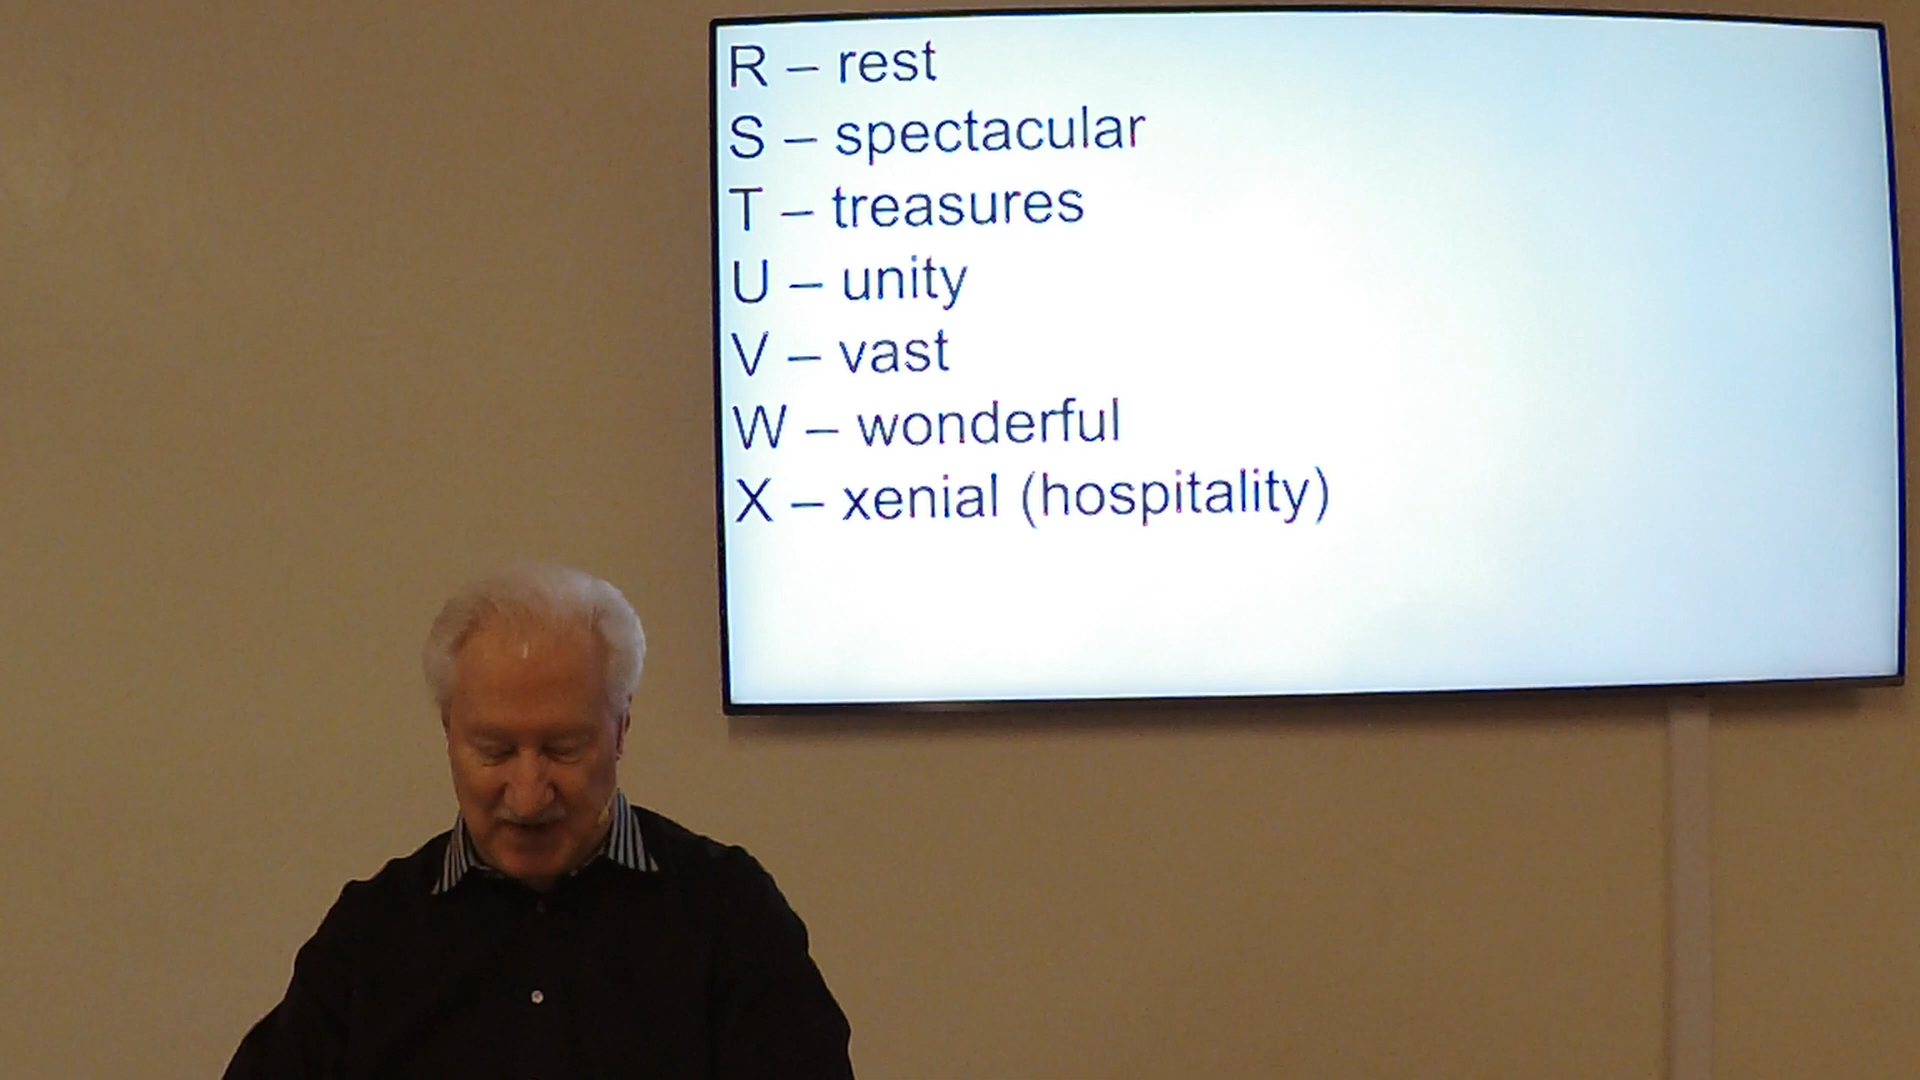 R – rest
S – spectacular
T – treasures
U – unity
V – vast
W – wonderful
X – xenial (hospitality)